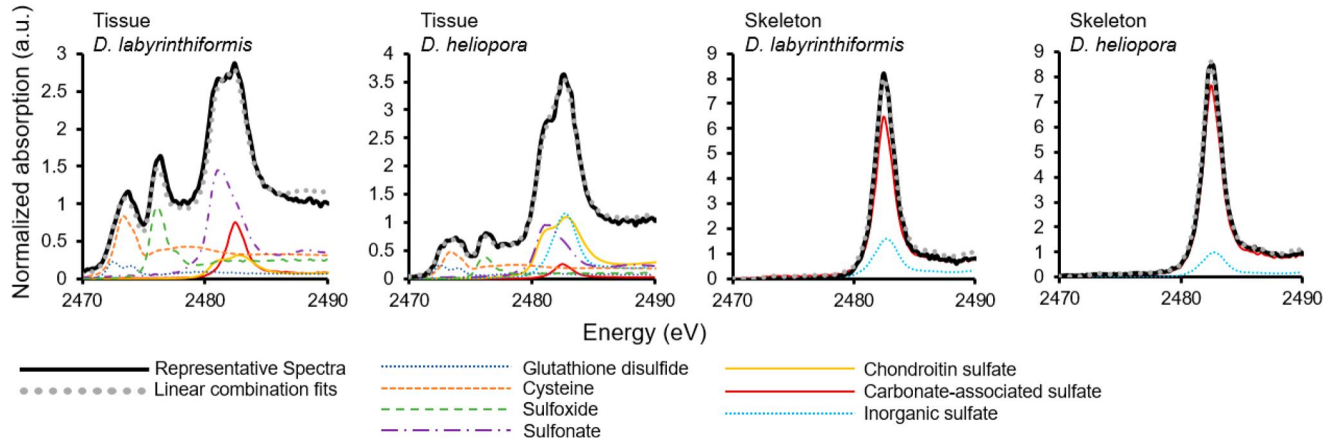 Tissue
D. labyrinthiformis
Tissue
D. heliopora
Skeleton
D. labyrinthiformis
Skeleton
D. heliopora
Normalized absorption (a.u.)
3
2.5
2
1.5
1
0.5
0
2470 2480 2490
4
3.5
3
2.5
2
1.5
1
0.5
0
2470 2480 2490
9
8
7
6
5
4
3
2
1
0
2470 2480 2490
9
8
7
6
5
4
3
2
1
0
2470 2480 2490
Energy (eV)
Representative Spectra
Linear combination fits
Glutathione disulfide
Cysteine
Sulfoxide
Sulfonate
Chondroitin sulfate
Carbonate-associated sulfate
Inorganic sulfate